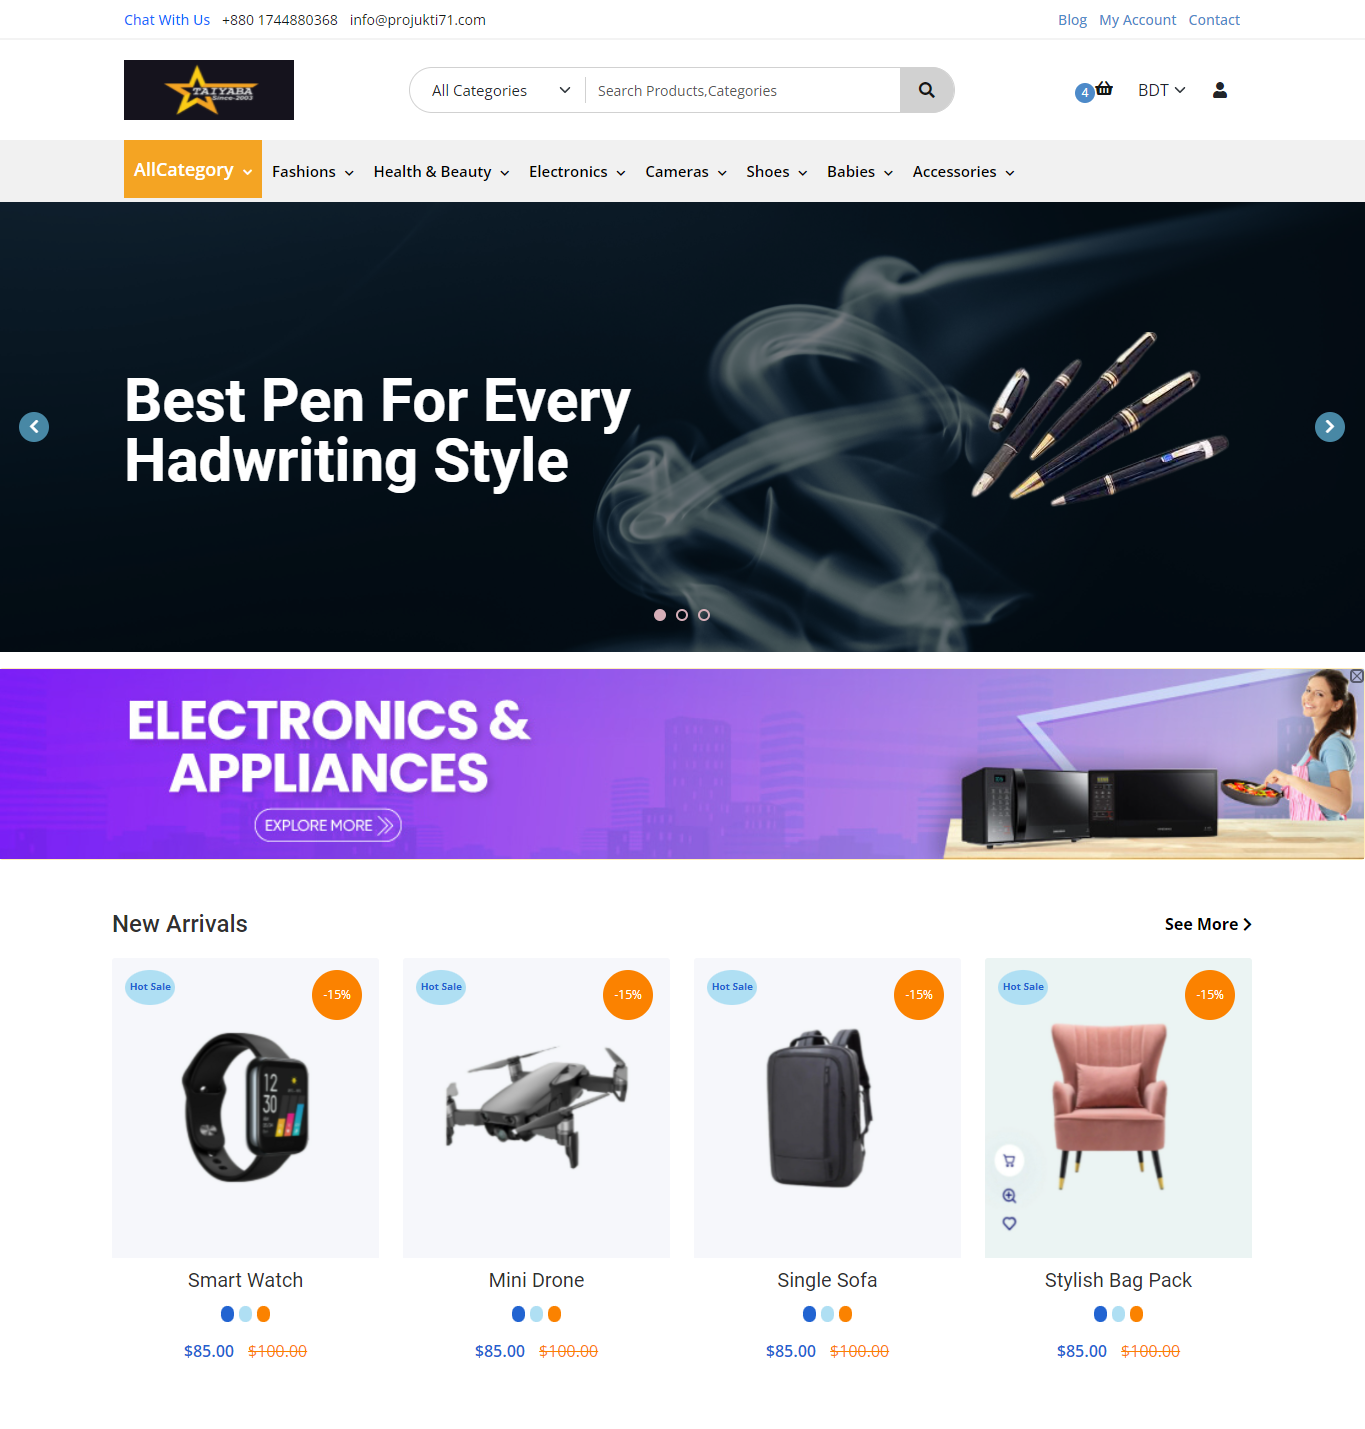 Chat With Us +880 1744880368 info@projukti71.com Blog My Account Contact
TAIYABA
Since-2003
All Categories Search Products,Categories 4 BDT
AllCategory Fashions Health & Beauty Electronics Cameras Shoes Babies Accessories
Best Pen For Every
Hadwriting Style
ELECTRONICS &
APPLIANCES
EXPLORE MORE
New Arrivals See More
Hot Sale -15% Hot Sale -15% Hot Sale -15% Hot Sale -15%
12
30
Smart Watch Mini Drone Single Sofa Stylish Bag Pack
$85.00 $100.00 $85.00 $100.00 $85.00 $100.00 $85.00 $100.00